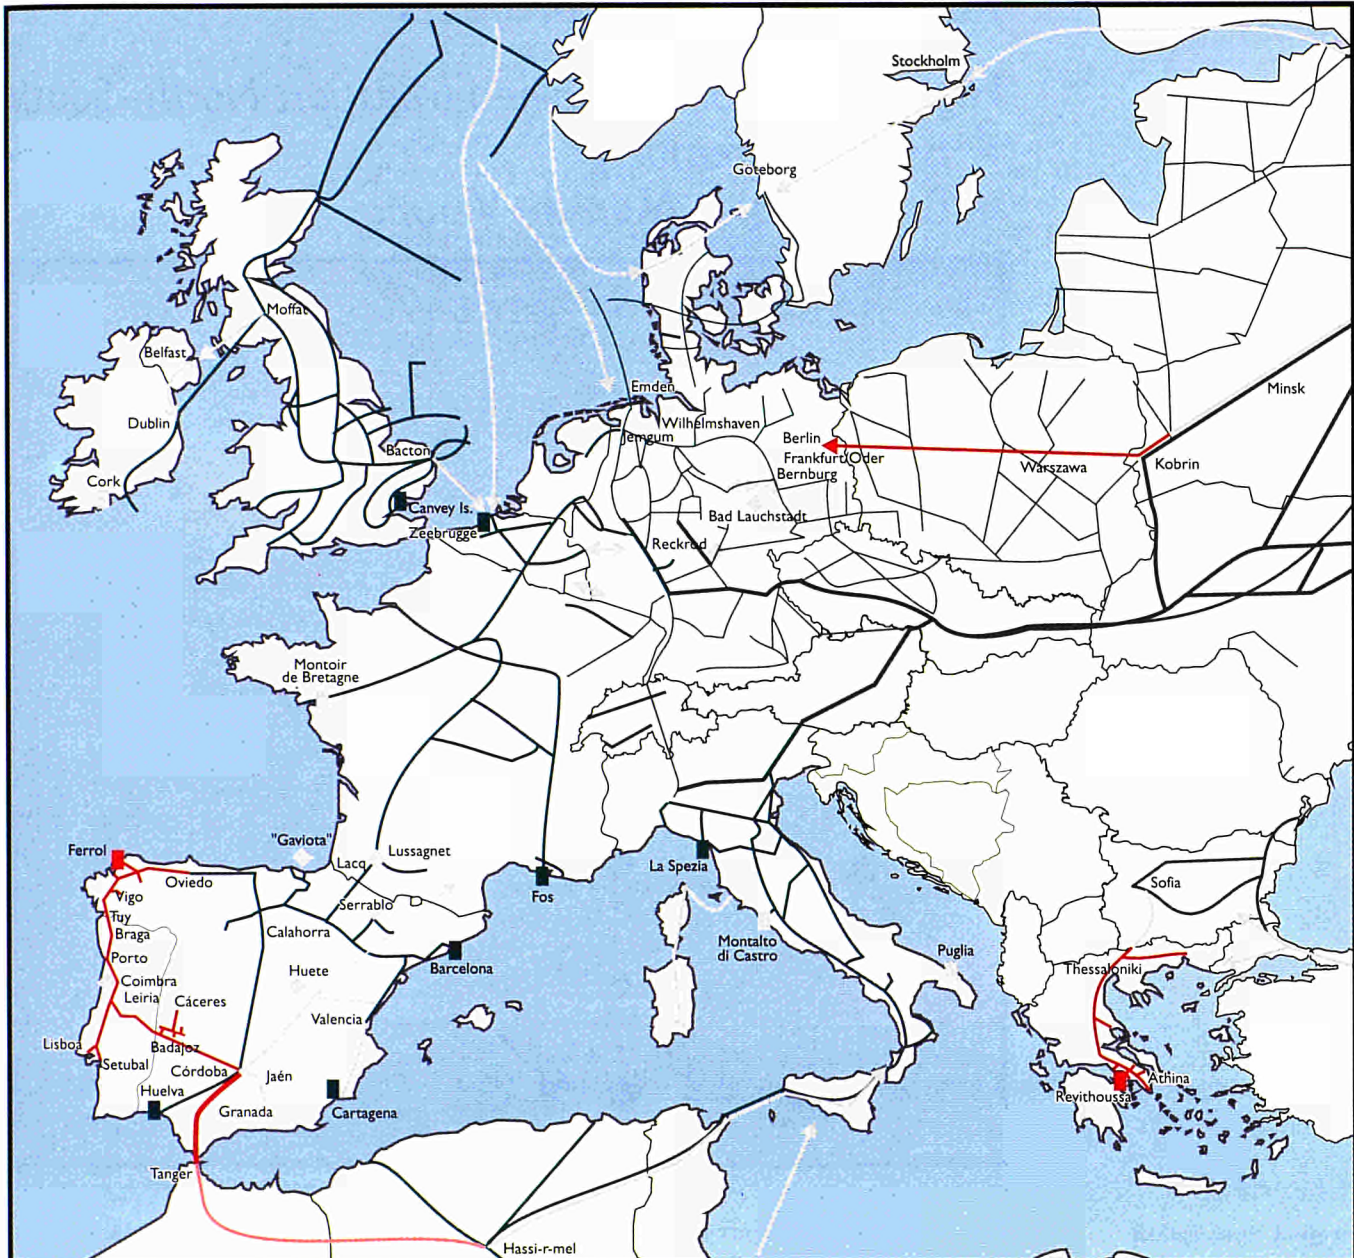 Stockholm
Göteborg
Moffat
Belfast
Dublin
Cork
Bacton
Canvey Is.
Zeebrugge
Emden
Wilhelmshaven
Jemgum
Berlin
Frankfurt/Oder
Bernburg
Bad Lauchstadt
Reckrod
Warszawa
Kobrin
Minsk
Montoir
de Bretagne
"Gaviota"
Lacq
Lussagnet
Serrablo
Fos
La Spezia
Montalto
di Castro
Puglia
Sofia
Thessaloniki
Athina
Revithoussa
Ferrol
Oviedo
Vigo
Tuy
Braga
Porto
Coimbra
Leiria
Cáceres
Lisboa
Badajoz
Setubal
Córdoba
Huelva
Jaén
Granada
Calahorra
Huete
Valencia
Barcelona
Cartagena
Tanger
Hassi-r-mel